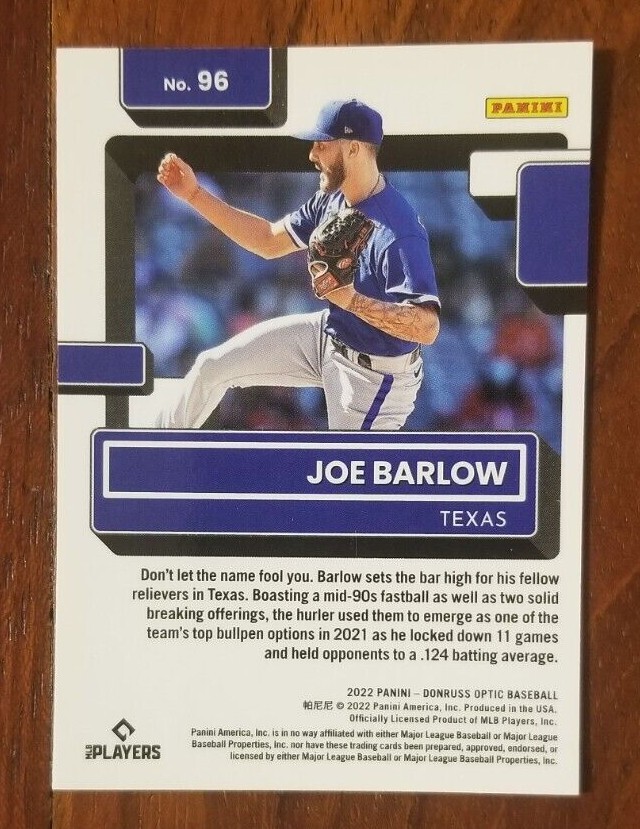 No. 96
PANINI
JOE BARLOW
TEXAS
Don't let the name fool you. Barlow sets the bar high for his fellow
relievers in Texas. Boasting a mid-90s fastball as well as two solid
breaking offerings, the hurler used them to emerge as one of the
team's top bullpen options in 2021 as he locked down 11 games
and held opponents to a .124 batting average.
2022 PANINI – DONRUSS OPTIC BASEBALL
帕尼尼 © 2022 Panini America, Inc. Produced in the USA.
Officially Licensed Product of MLB Players, Inc.
Panini America, Inc. is in no way affiliated with either Major League Baseball or Major League
Baseball Properties, Inc. nor have these trading cards been prepared, approved, endorsed, or
licensed by either Major League Baseball or Major League Baseball Properties, Inc.
MLB PLAYERS